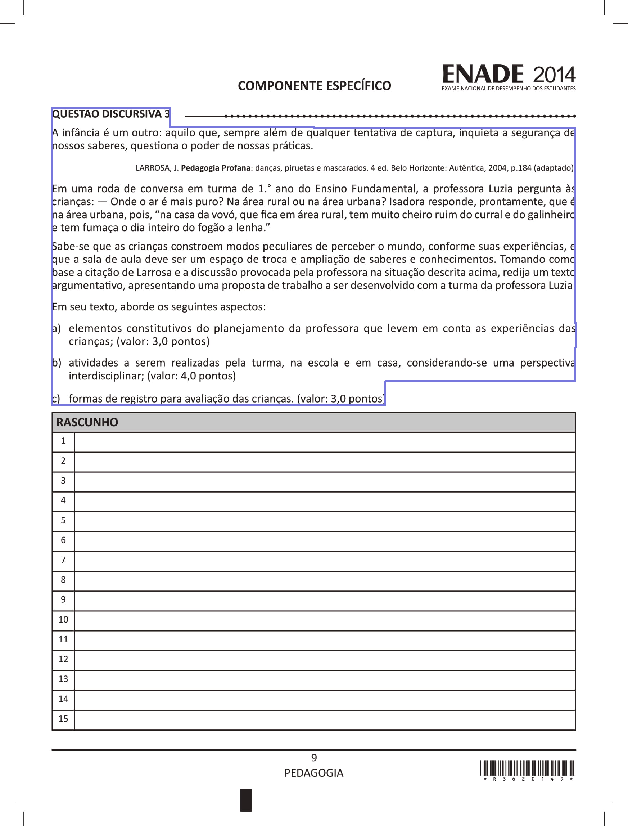 ENADE 2014
EXAME NACIONAL DE DESEMPENHO DOS ESTUDANTES
COMPONENTE ESPECÍFICO
QUESTÃO DISCURSIVA 3
A infância é um outro: aquilo que, sempre além de qualquer tentativa de captura, inquieta a segurança de
nossos saberes, questiona o poder de nossas práticas.
LARROSA, J. Pedagogia Profana: danças, piruetas e mascarados. 4 ed. Belo Horizonte: Autêntica, 2004, p.184 (adaptado)
Em uma roda de conversa em turma de 1.° ano do Ensino Fundamental, a professora Luzia pergunta às
crianças: — Onde o ar é mais puro? Na área rural ou na área urbana? Isadora responde, prontamente, que é
na área urbana, pois, “na casa da vovó, que fica em área rural, tem muito cheiro ruim do curral e do galinheiro
e tem fumaça o dia inteiro do fogão a lenha.”
Sabe-se que as crianças constroem modos peculiares de perceber o mundo, conforme suas experiências, e
que a sala de aula deve ser um espaço de troca e ampliação de saberes e conhecimentos. Tomando como
base a citação de Larrosa e a discussão provocada pela professora na situação descrita acima, redija um texto
argumentativo, apresentando uma proposta de trabalho a ser desenvolvido com a turma da professora Luzia
Em seu texto, aborde os seguintes aspectos:
a) elementos constitutivos do planejamento da professora que levem em conta as experiências das
crianças; (valor: 3,0 pontos)
b) atividades a serem realizadas pela turma, na escola e em casa, considerando-se uma perspectiva
interdisciplinar; (valor: 4,0 pontos)
c) formas de registro para avaliação das crianças. (valor: 3,0 pontos)
RASCUNHO
1
2
3
4
5
6
7
8
9
10
11
12
13
14
15
9
PEDAGOGIA